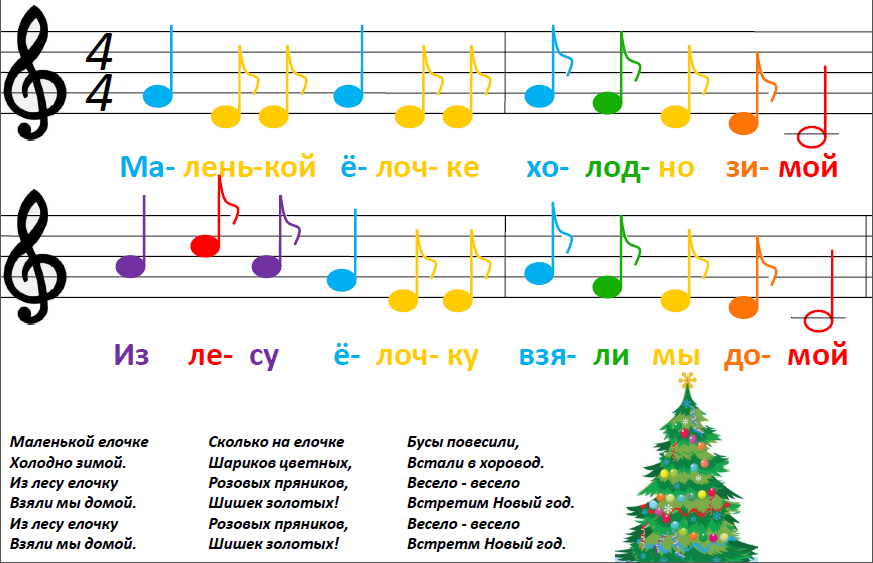 4
4
Ма- лень-кой ё- лоч- ке хо- лод- но зи- мой
Из ле- су ё- лоч- ку взя- ли мы до- мой
Маленькой елочке
Холодно зимой.
Из лесу елочку
Взяли мы домой.
Из лесу елочку
Взяли мы домой.
Сколько на елочке
Шариков цветных,
Розовых пряников,
Шишек золотых!
Розовых пряников,
Шишек золотых!
Бусы повесили,
Встали в хоровод.
Весело - весело
Встретим Новый год.
Весело - весело
Встретм Новый год.